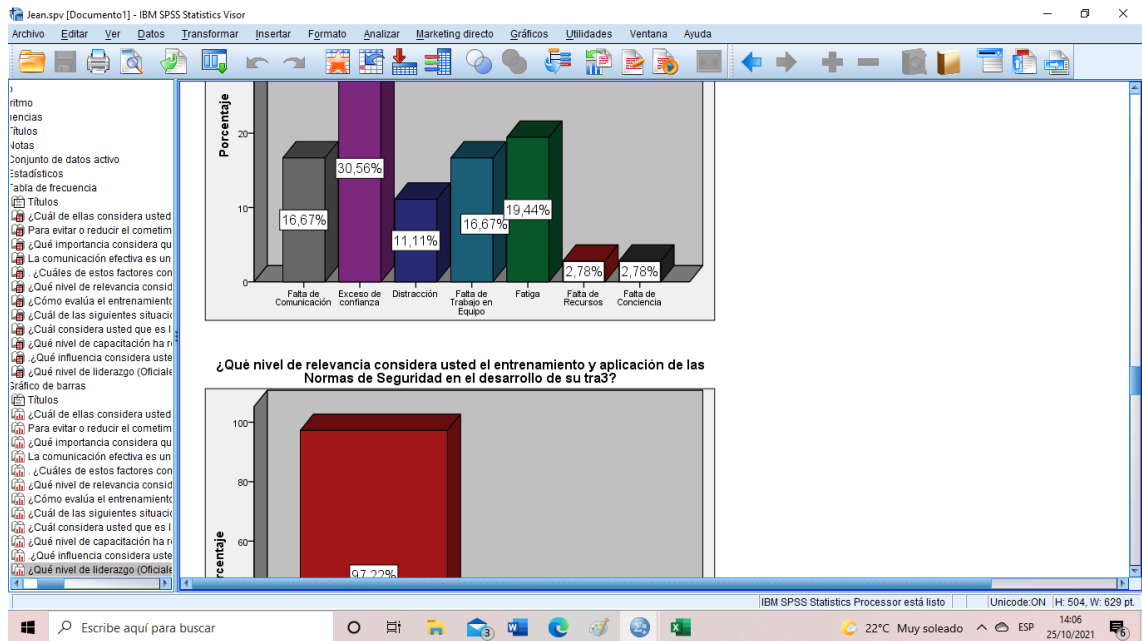 Jean.spv [Documento1] - IBM SPSS Statistics Visor
Archivo Editar Ver Datos Transformar Insertar Formato Analizar Marketing directo Gráficos Utilidades Ventana Ayuda
ritmo
encias
Títulos
Notas
Conjunto de datos activo
Estadísticos
Tabla de frecuencia
Títulos
¿Cuál de ellas considera usted
Para evitar o reducir el cometim
¿Qué importancia considera qu
La comunicación efectiva es un
. ¿Cuáles de estos factores con
¿Qué nivel de relevancia consid
¿Cómo evalúa el entrenamiento
¿Cuál de las siguientes situacio
¿Cuál considera usted que es l
¿Qué nivel de capacitación ha r
.¿Qué influencia considera uste
¿Qué nivel de liderazgo (Oficiale
Gráfico de barras
Títulos
¿Cuál de ellas considera usted
Para evitar o reducir el cometim
¿Qué importancia considera qu
La comunicación efectiva es un
. ¿Cuáles de estos factores con
¿Qué nivel de relevancia consid
¿Cómo evalúa el entrenamiento
¿Cuál de las siguientes situacio
¿Cuál considera usted que es l
¿Qué nivel de capacitación ha r
.¿Qué influencia considera uste
¿Qué nivel de liderazgo (Oficiale
Porcentaje
20
10
0
16,67% 30,56% 11,11% 16,67% 19,44% 2,78% 2,78%
Falta de Comunicación
Exceso de confianza
Distracción
Falta de Trabajo en Equipo
Fatiga
Falta de Recursos
Falta de Conciencia
¿Qué nivel de relevancia considera usted el entrenamiento y aplicación de las
Normas de Seguridad en el desarrollo de su tra3?
rcentaje
100
80
60
97,22%
IBM SPSS Statistics Processor está listo Unicode:ON H: 504, W: 629 pt.
Escribe aquí para buscar
22°C Muy soleado ESP 14:06
25/10/2021